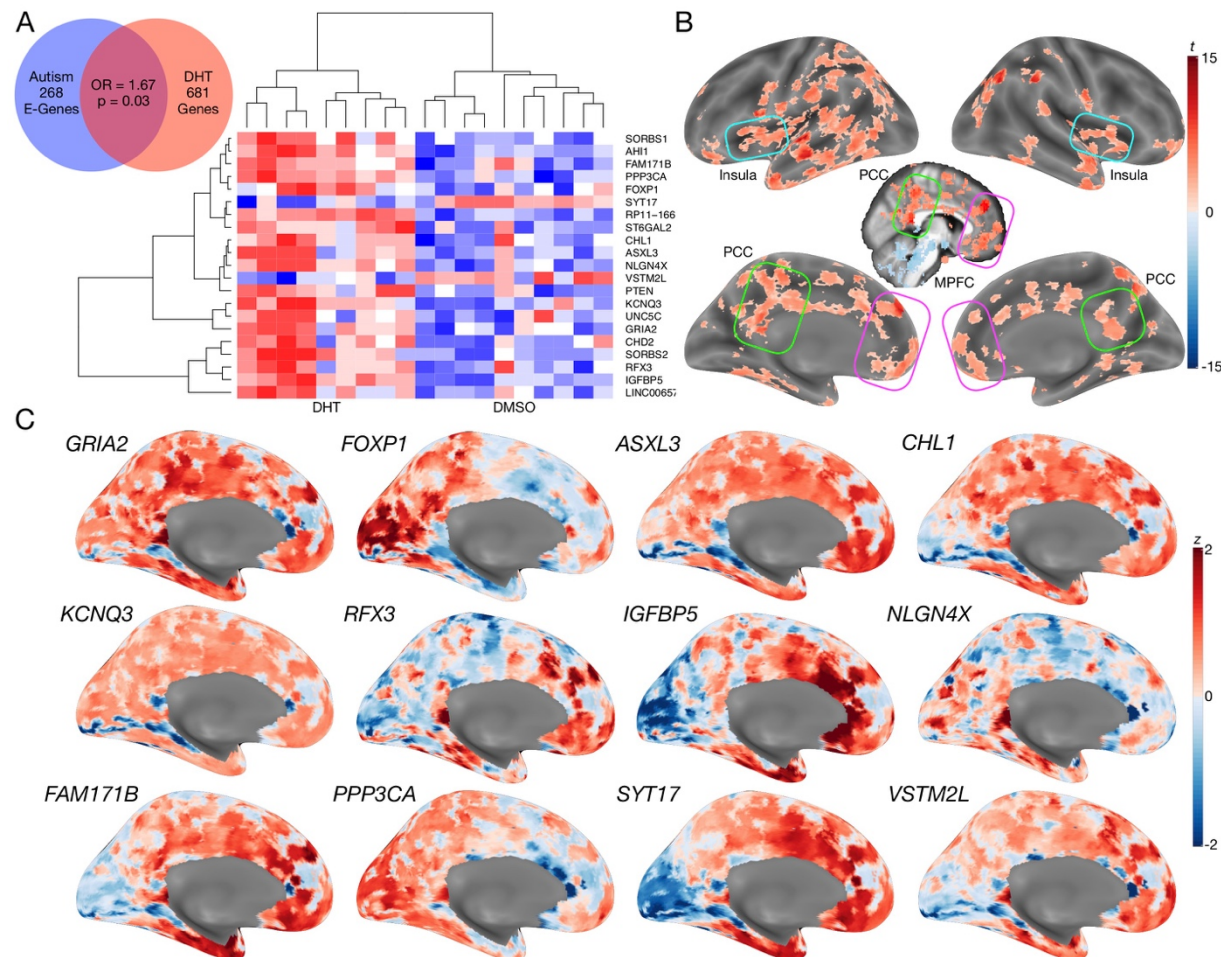 A
Autism
268
E-Genes
OR = 1.67
p = 0.03
DHT
681
Genes
SORBS1
AHI1
FAM171B
PPP3CA
FOXP1
SYT17
RP11-166
ST6GAL2
CHL1
ASXL3
NLGN4X
VSTM2L
PTEN
KCNQ3
UNC5C
GRIA2
CHD2
SORBS2
RFX3
IGFBP5
LINC00657
DHT DMSO
B
t
15
0
-15
Insula
PCC
Insula
PCC
MPFC
PCC
C
GRIA2 FOXP1 ASXL3 CHL1
z
2
0
-2
KCNQ3 RFX3 IGFBP5 NLGN4X
FAM171B PPP3CA SYT17 VSTM2L